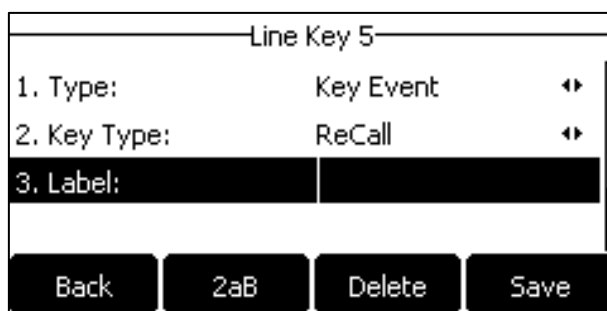 Line Key 5
1. Type: Key Event
2. Key Type: ReCall
3. Label:
Back 2aB Delete Save